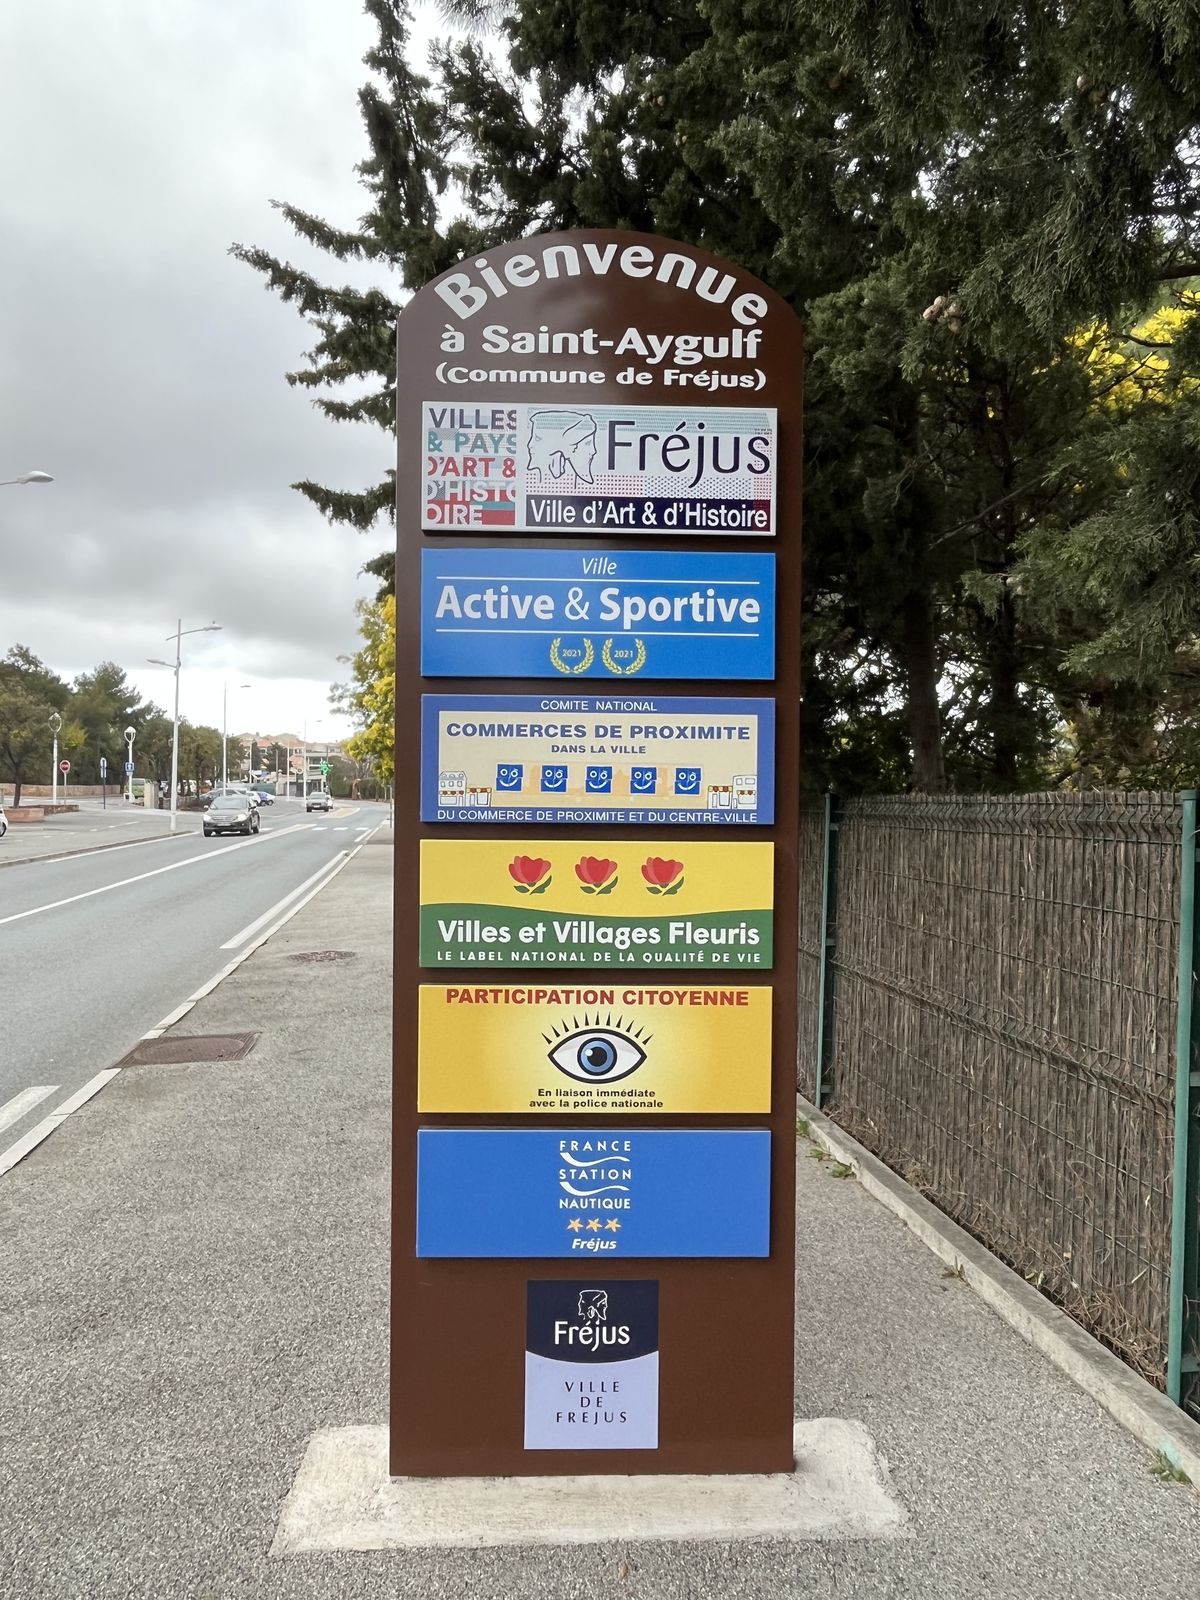 Bienvenue
à Saint-Aygulf
(Commune de Fréjus)
VILLES
& PAYS
D'ART &
D'HISTO
OIRE
Fréjus
Ville d'Art & d'Histoire
Ville
Active & Sportive
2021 2021
COMITE NATIONAL
COMMERCES DE PROXIMITE
DANS LA VILLE
DU COMMERCE DE PROXIMITE ET DU CENTRE-VILLE
Villes et Villages Fleuris
LE LABEL NATIONAL DE LA QUALITÉ DE VIE
PARTICIPATION CITOYENNE
En liaison immédiate
avec la police nationale
FRANCE
STATION
NAUTIQUE
Fréjus
Fréjus
VILLE
DE
FREJUS